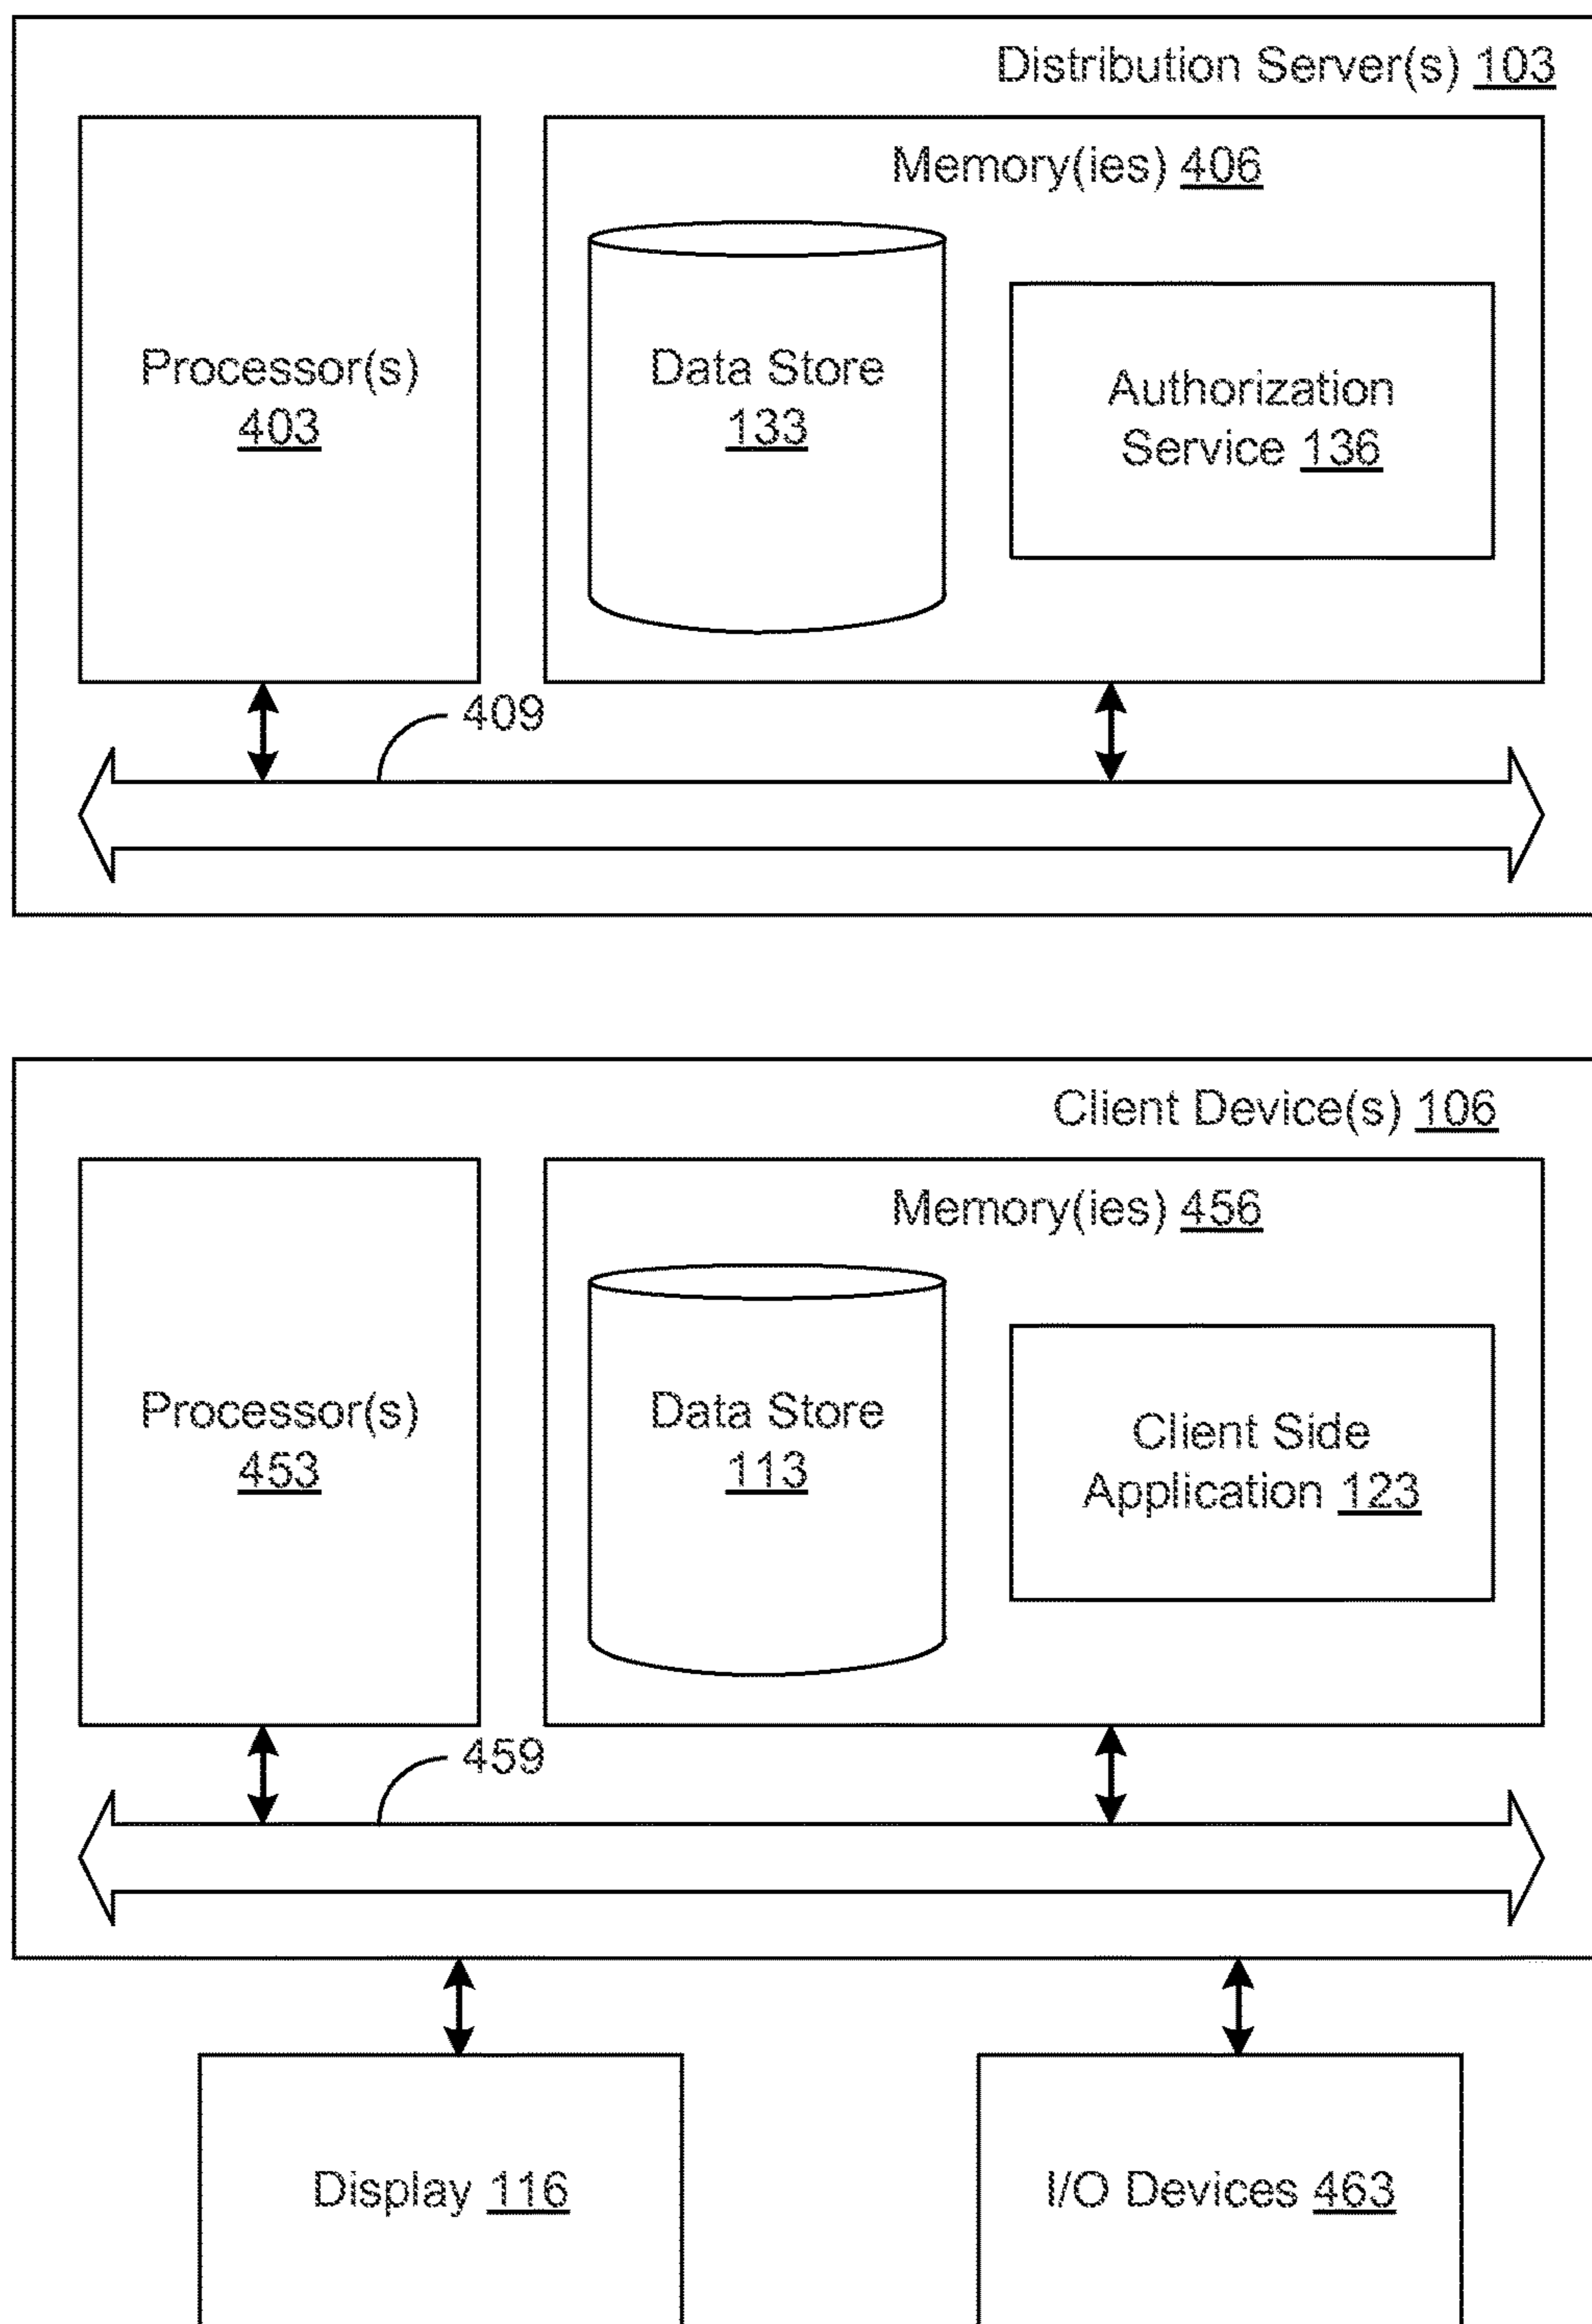 Distribution Server(s) 103
Memory(ies) 406
Processor(s)
403
Data Store
133
Authorization
Service 136
409
Client Device(s) 106
Memory(ies) 456
Processor(s)
453
Data Store
113
Client Side
Application 123
459
Display 116
I/O Devices 463